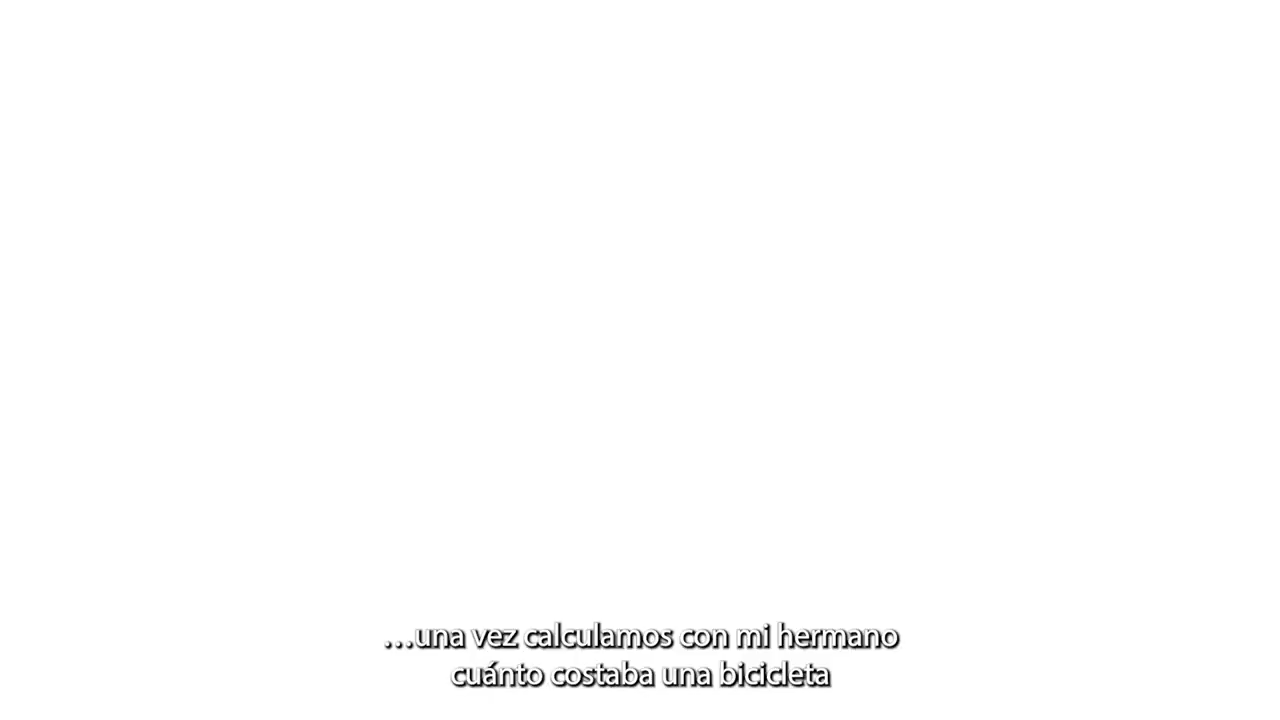 …una vez calculamos con mi hermano
cuánto costaba una bicicleta